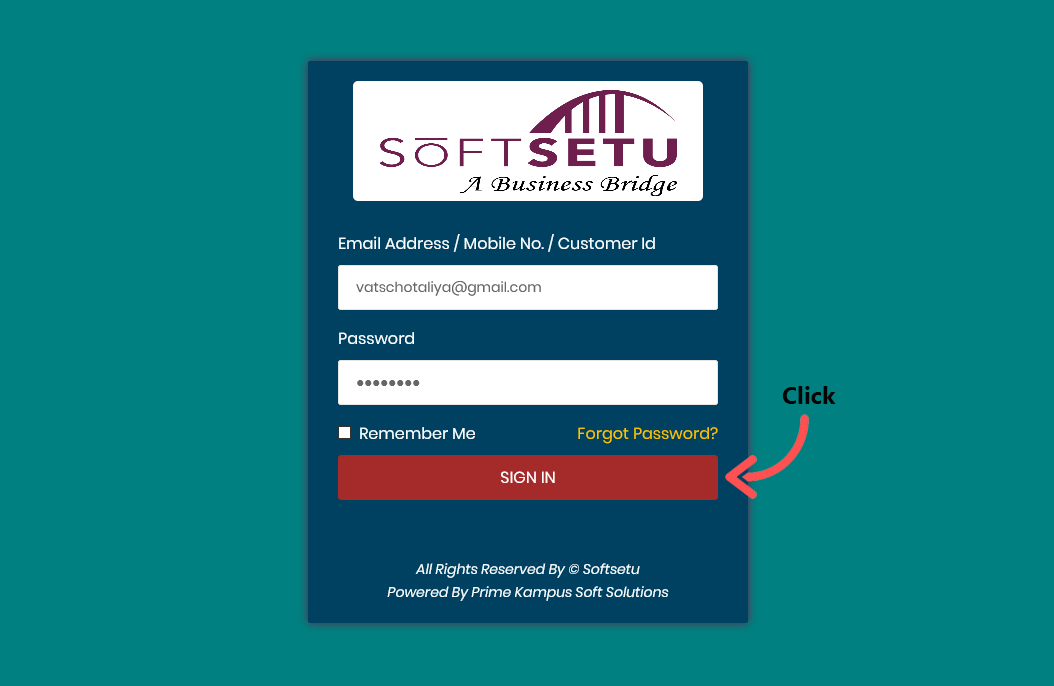 SōFTSETU
A Business Bridge
Email Address / Mobile No. / Customer Id
vatschotaliya@gmail.com
Password
••••••••
Click
Remember Me Forgot Password?
SIGN IN
All Rights Reserved By © Softsetu
Powered By Prime Kampus Soft Solutions